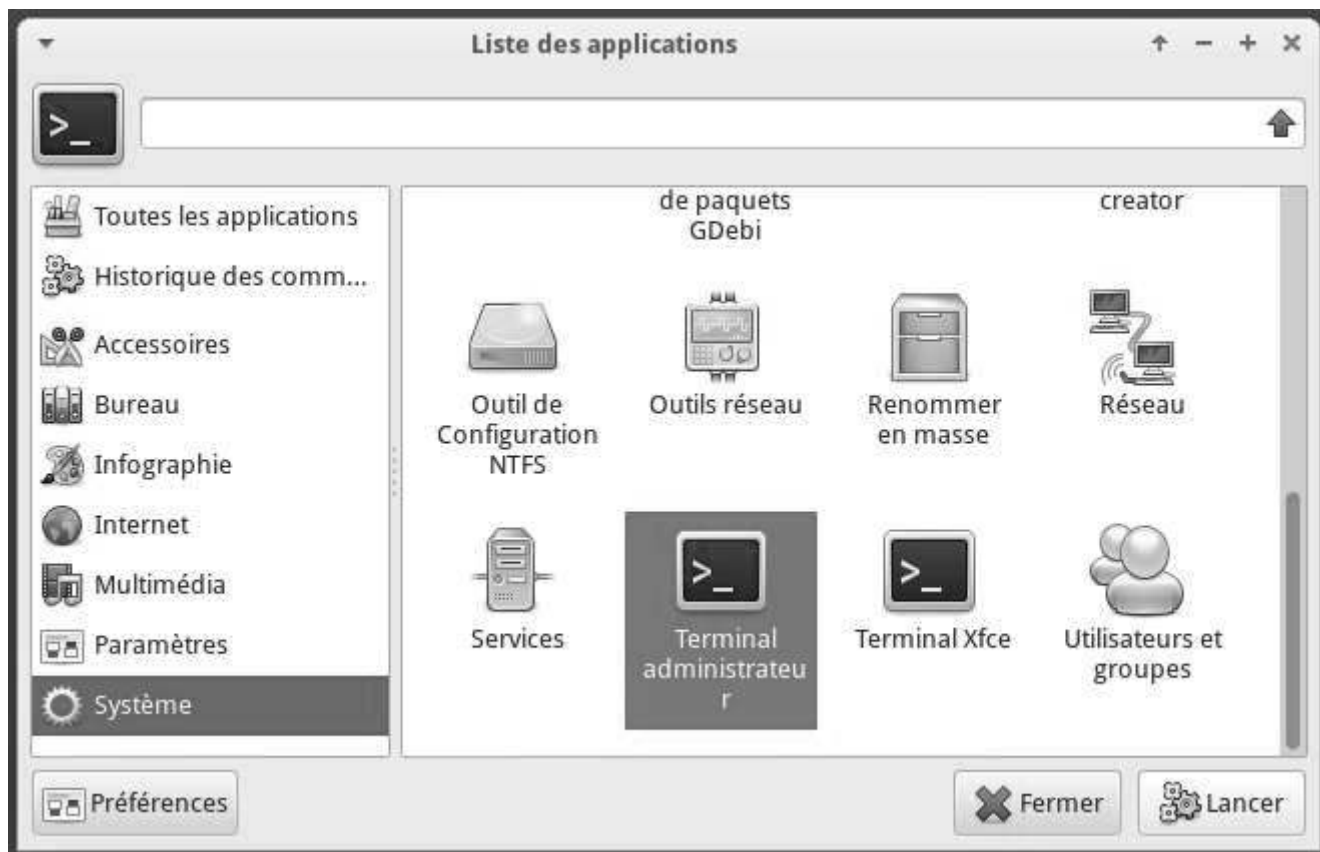 Liste des applications
>_
Toutes les applications
Historique des comm...
Accessoires
Bureau
Infographie
Internet
Multimédia
Paramètres
Système
de paquets
GDebi
creator
Outil de
Configuration
NTFS
Outils réseau
Renommer
en masse
Réseau
Services
>_
Terminal
administrateu
r
>_
Terminal Xfce
Utilisateurs et
groupes
Préférences
Fermer
Lancer